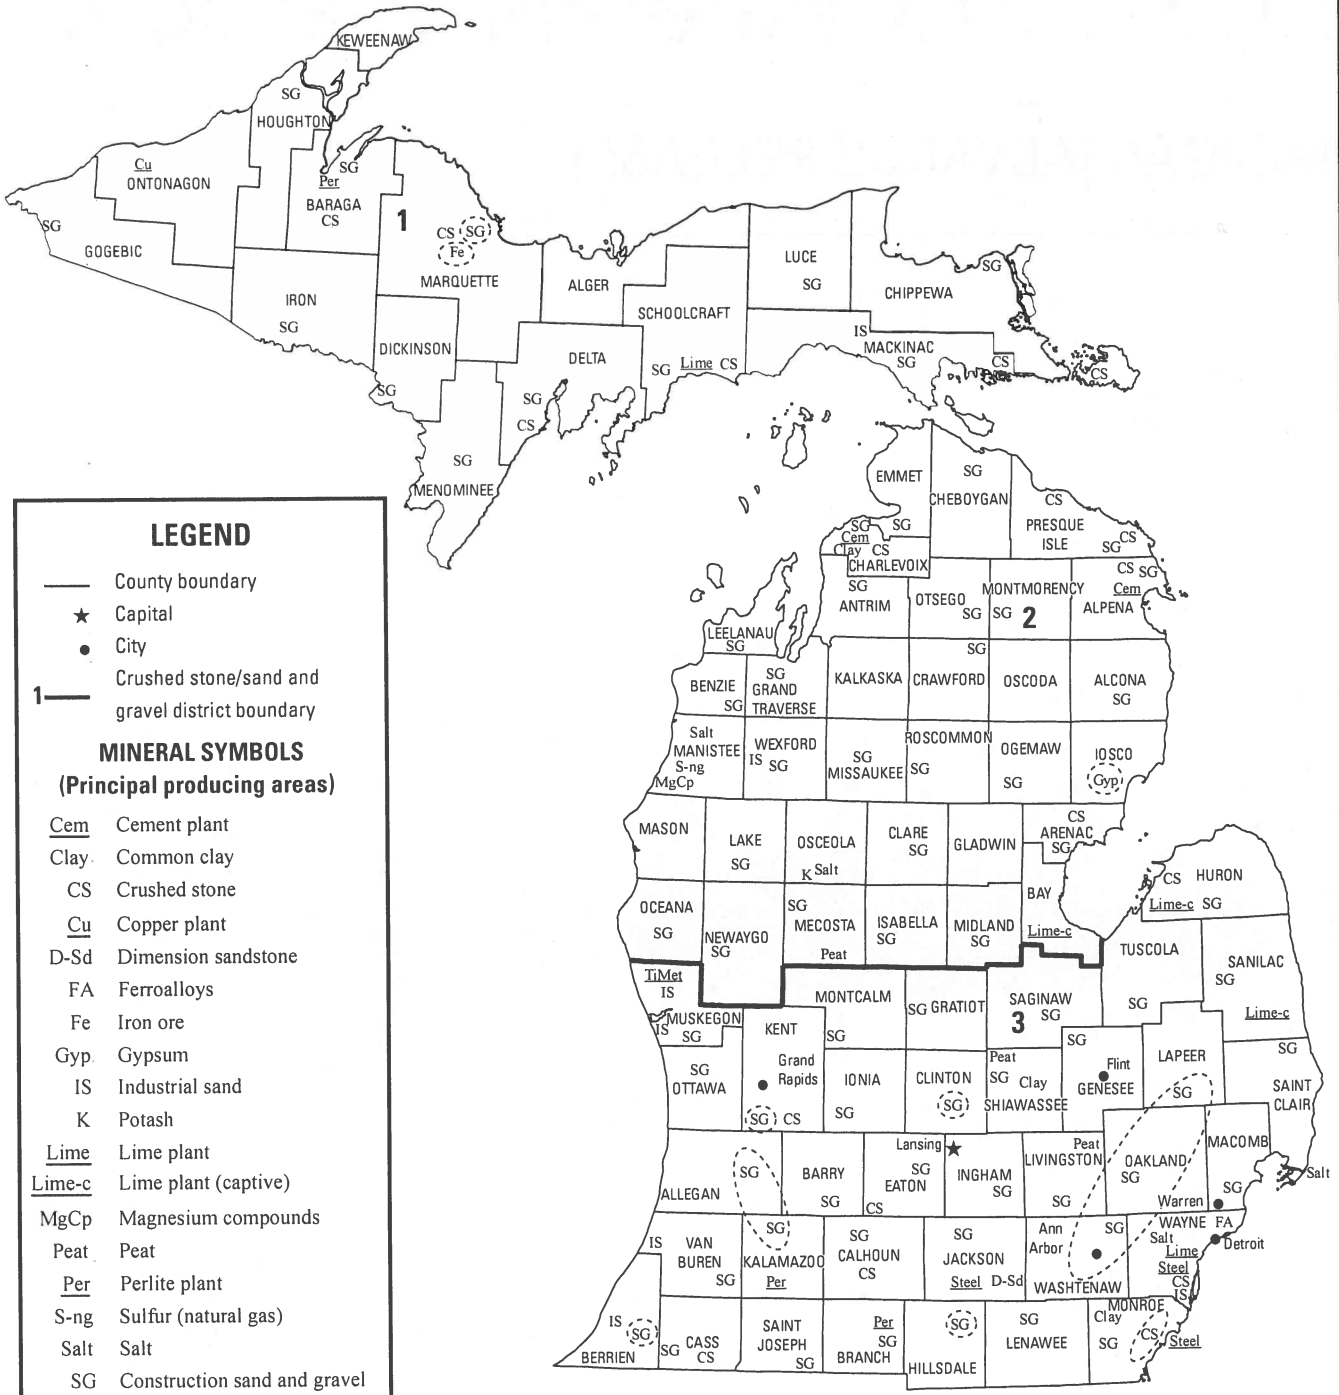 KEWEENAW
SG
HOUGHTON
Cu
ONTONAGON
SG
Per
BARAGA
CS
1
SG
GOGEBIC
CS SG
Fe
MARQUETTE
IRON
SG
DICKINSON
SG
ALGER
SCHOOLCRAFT
SG Lime CS
DELTA
SG
CS
SG
MENOMINEE
LUCE
SG
SG
CHIPPEWA
IS
MACKINAC
SG
CS
CS
EMMET
SG
SG
CHEBOYGAN
CS
PRESQUE
ISLE
SG CS
SG
Cem
Clay CS
CHARLEVOIX
SG
ANTRIM
OTSEGO
SG
MONTMORENCY
SG 2
CS SG
Cem
ALPENA
LEELANAU
SG
BENZIE
SG
SG
GRAND
TRAVERSE
KALKASKA
SG
CRAWFORD
OSCODA
ALCONA
SG
Salt
MANISTEE
S-ng
MgCp
WEXFORD
IS SG
SG
MISSAUKEE
ROSCOMMON
SG
OGEMAW
SG
IOSCO
Gyp
MASON
LAKE
SG
OSCEOLA
K Salt
CLARE
SG
GLADWIN
CS
ARENAC
SG
OCEANA
SG
NEWAYGO
SG
SG
MECOSTA
Peat
ISABELLA
SG
MIDLAND
SG
BAY
Lime-c
CS HURON
Lime-c SG
TUSCOLA
SG
SANILAC
SG
Lime-c
TiMet
IS
MUSKEGON
IS SG
MONTCALM
SG
SG GRATIOT
SAGINAW
3 SG
KENT
Grand
Rapids
SG CS
SG
OTTAWA
IONIA
SG
CLINTON
SG
Peat
SG Clay
SHIAWASSEE
SG
Flint
GENESEE
LAPEER
SG
SG
SAINT
CLAIR
Salt
SG
ALLEGAN
BARRY
SG
Lansing
SG
EATON
CS
INGHAM
SG
Peat
LIVINGSTON
SG
OAKLAND
SG
MACOMB
SG
Warren
IS VAN
BUREN
SG
SG
KALAMAZOO
Per
SG
CALHOUN
CS
SG
JACKSON
Steel D-Sd
Ann
Arbor
SG
WASHTENAW
WAYNE FA
Salt
Detroit
Lime
Steel
CS
IS
IS
SG
BERRIEN
SG CASS
CS
SAINT
JOSEPH
SG
Per
SG
BRANCH
SG
HILLSDALE
SG
LENAWEE
MONROE
Clay
SG
CS
Steel
LEGEND
County boundary
Capital
City
1 Crushed stone/sand and
gravel district boundary
MINERAL SYMBOLS
(Principal producing areas)
Cem Cement plant
Clay Common clay
CS Crushed stone
Cu Copper plant
D-Sd Dimension sandstone
FA Ferroalloys
Fe Iron ore
Gyp Gypsum
IS Industrial sand
K Potash
Lime Lime plant
Lime-c Lime plant (captive)
MgCp Magnesium compounds
Peat Peat
Per Perlite plant
S-ng Sulfur (natural gas)
Salt Salt
SG Construction sand and gravel